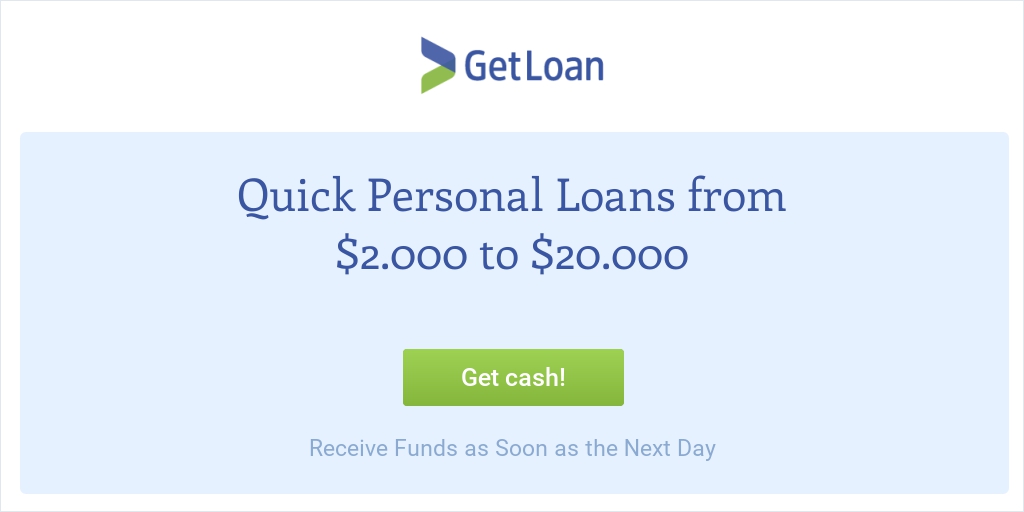 GetLoan
Quick Personal Loans from
$2.000 to $20.000
Get cash!
Receive Funds as Soon as the Next Day